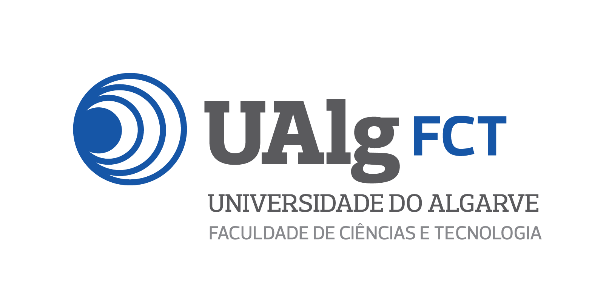 UAlg FCT
UNIVERSIDADE DO ALGARVE
FACULDADE DE CIÊNCIAS E TECNOLOGIA